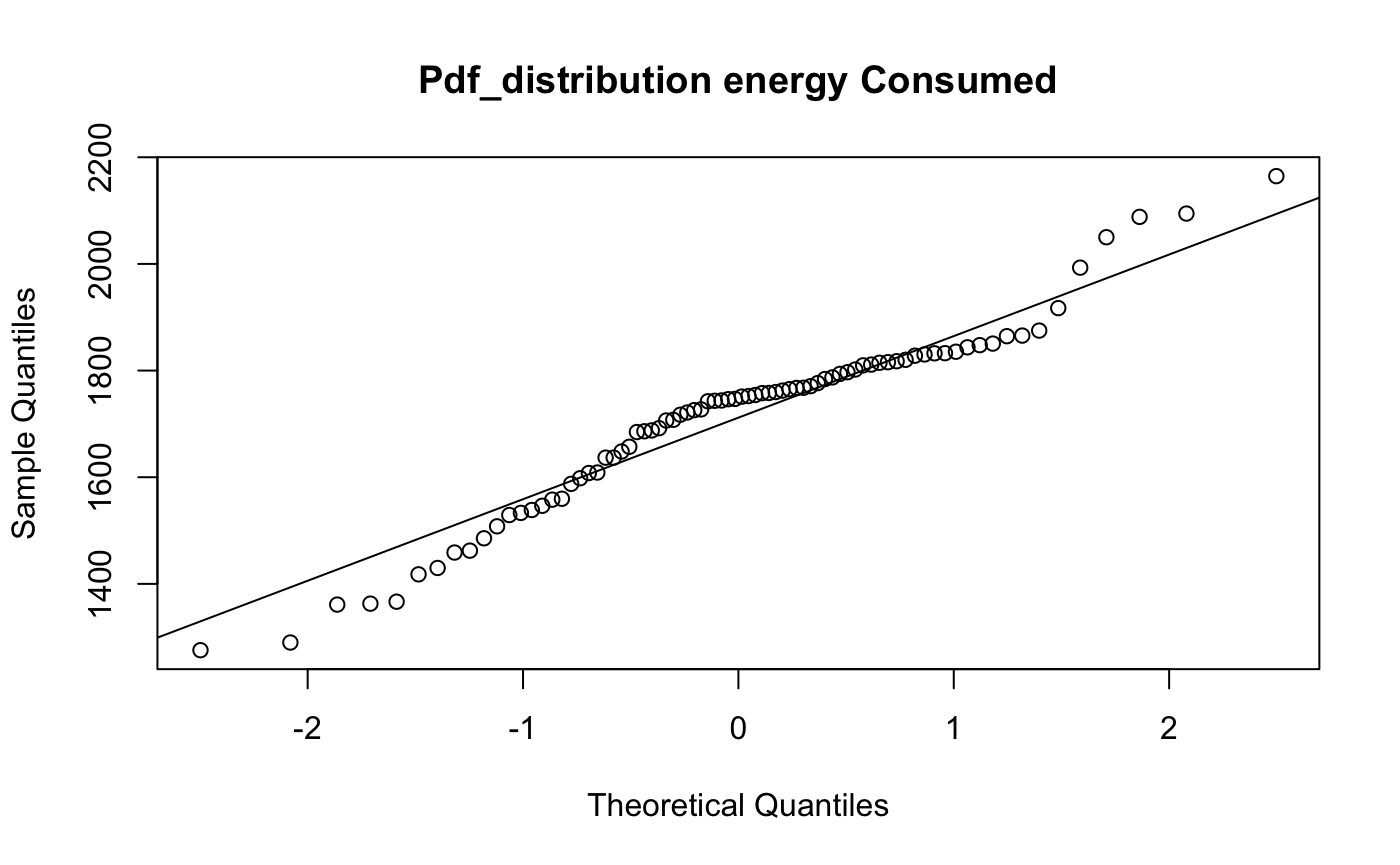 Pdf_distribution energy Consumed
Sample Quantiles
2200
2000
1800
1600
1400
-2 -1 0 1 2
Theoretical Quantiles